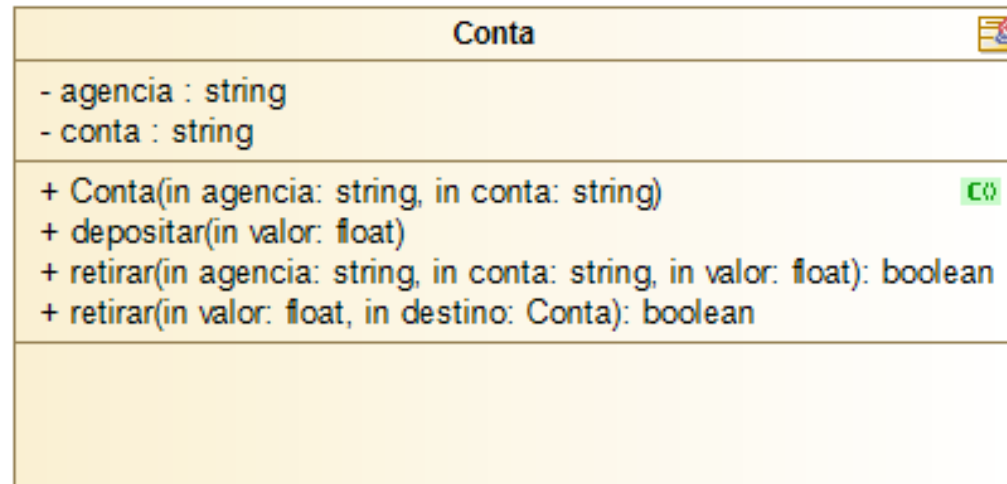 Conta
- agencia : string
- conta : string
+ Conta(in agencia: string, in conta: string)
+ depositar(in valor: float)
+ retirar(in agencia: string, in conta: string, in valor: float): boolean
+ retirar(in valor: float, in destino: Conta): boolean